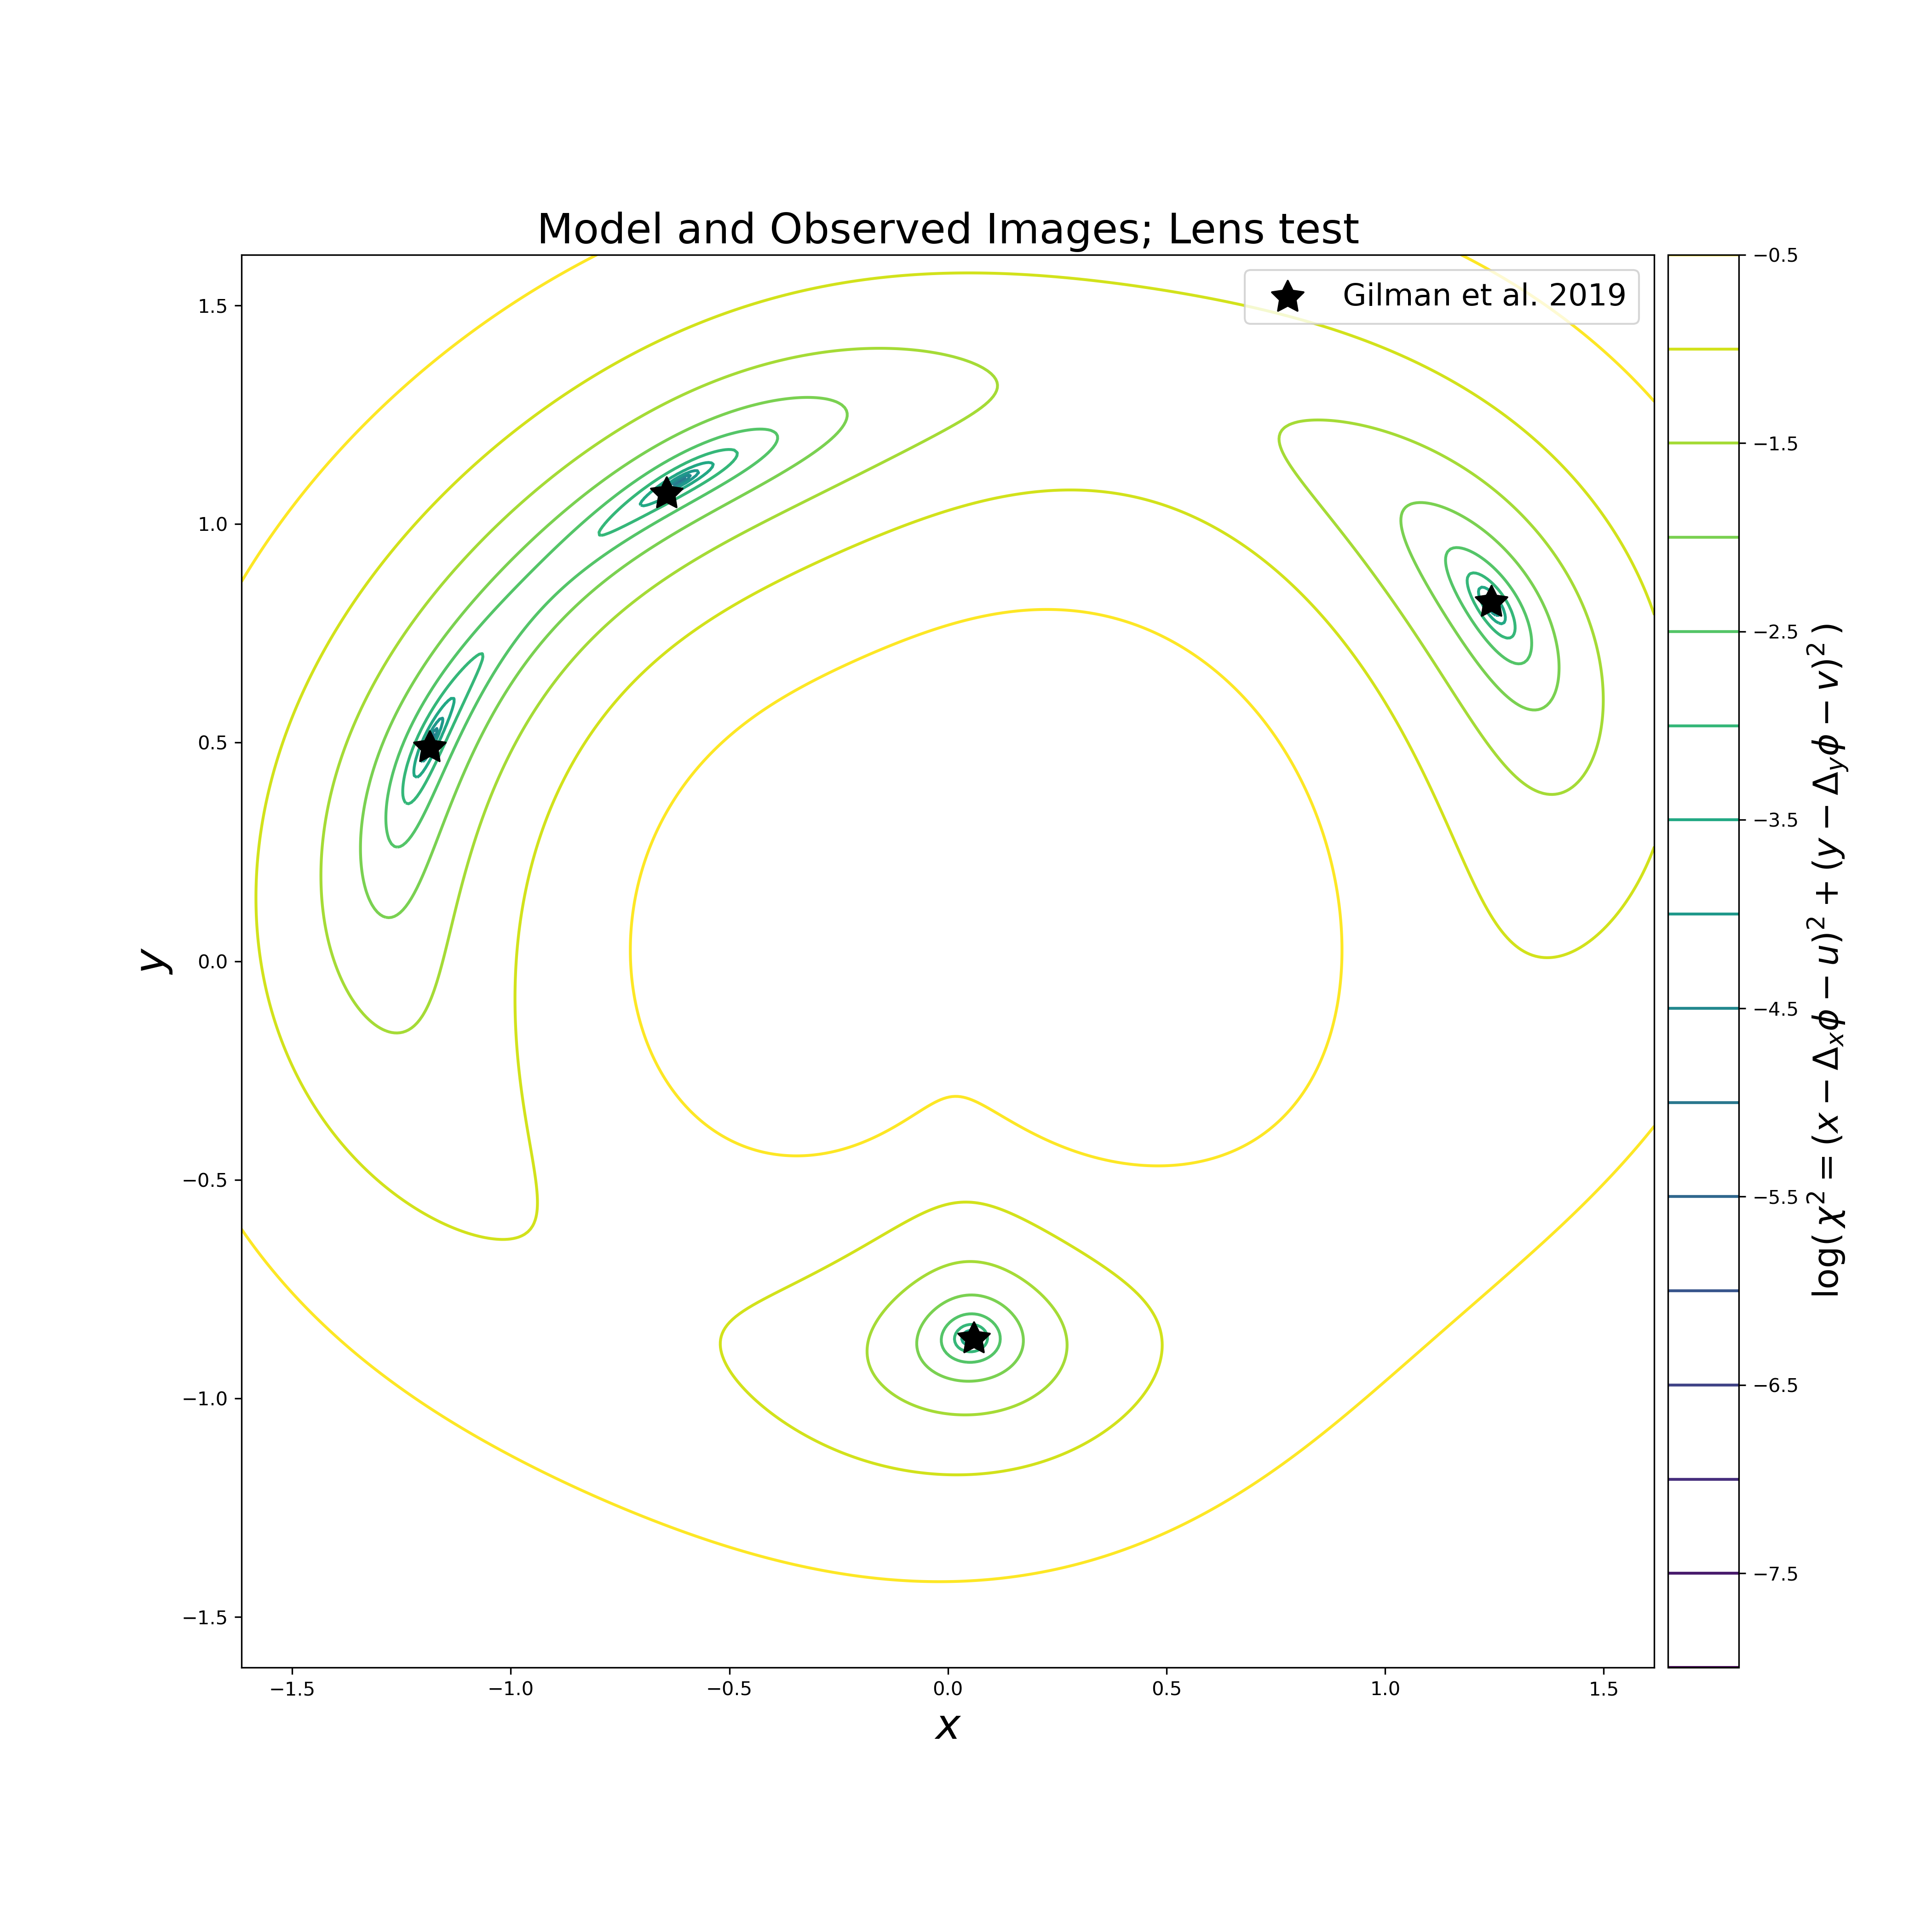 Model and Observed Images; Lens test
Gilman et al. 2019
1.5
1.0
0.5
0.0
−0.5
−1.0
−1.5
y
−1.5 −1.0 −0.5 0.0 0.5 1.0 1.5
x
−0.5
−1.5
−2.5
−3.5
−4.5
−5.5
−6.5
−7.5
log( χ² = (x − Δₓϕ − u)² + (y − Δᵧϕ − v)² )